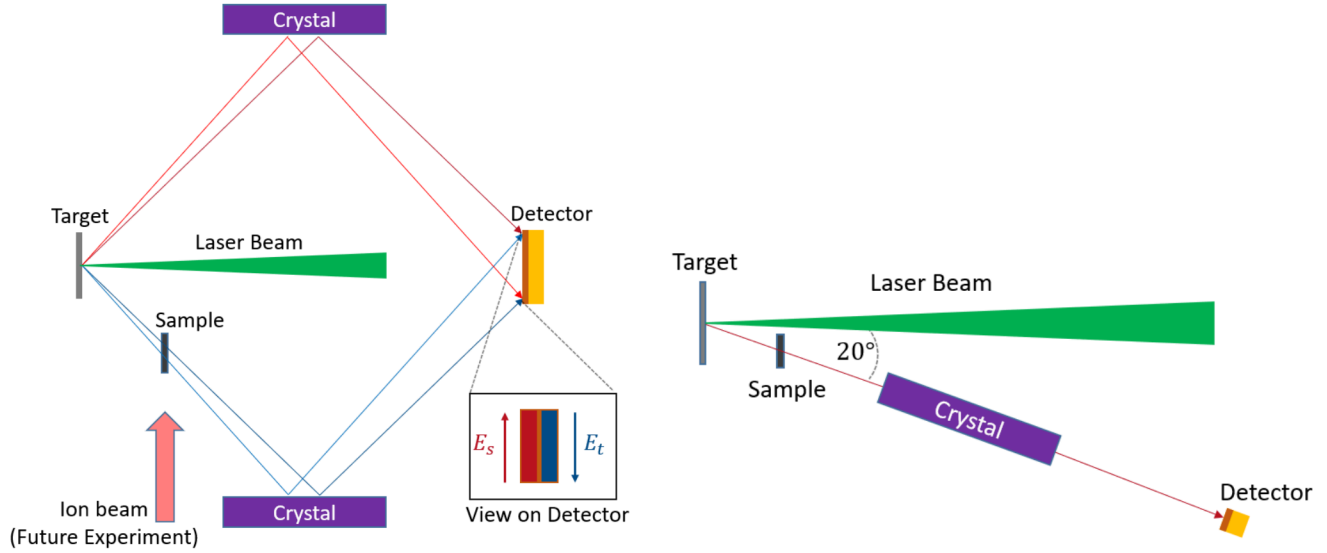 Crystal
Target
Laser Beam
Detector
Sample
Ion beam
(Future Experiment)
Crystal
E_s
E_t
View on Detector
Target
Laser Beam
20°
Sample
Crystal
Detector